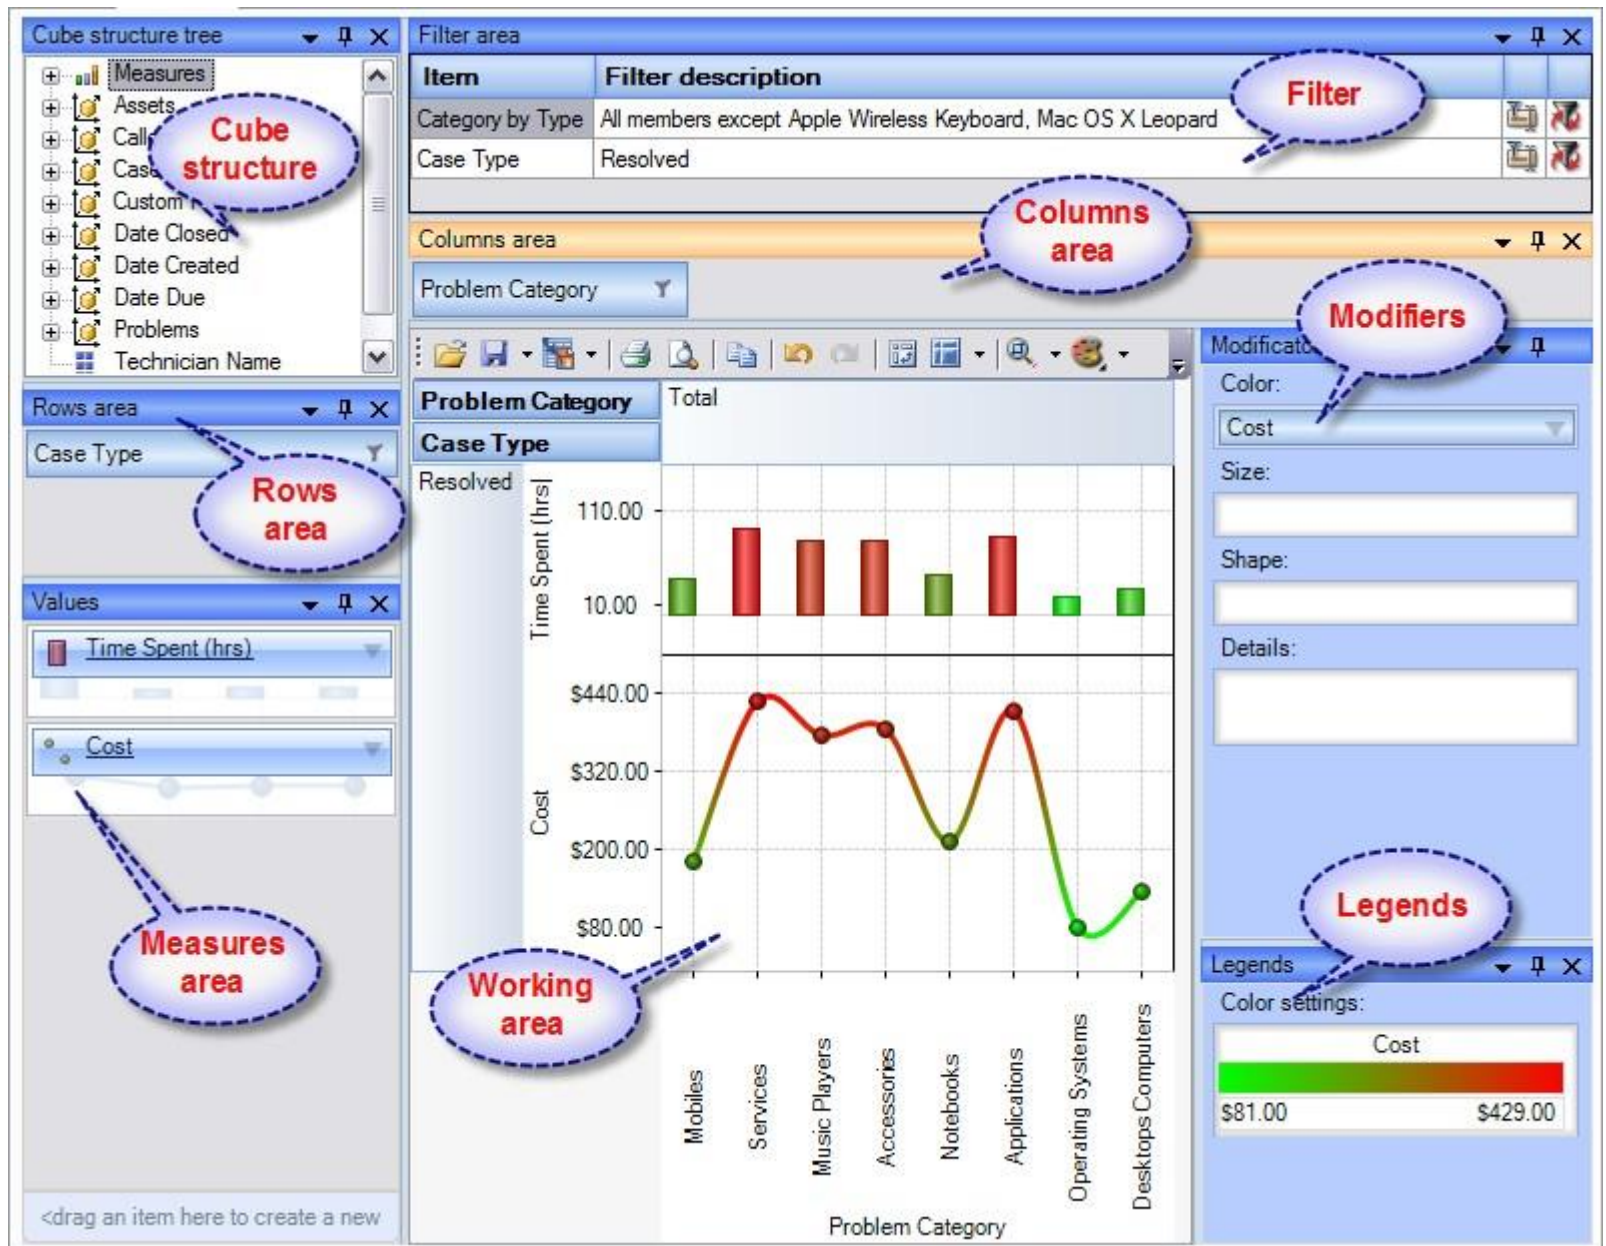 Cube structure tree
Measures
Assets
Call
Case
Custom
Date Closed
Date Created
Date Due
Problems
Technician Name
Cube
structure
Filter area
Item Filter description
Category by Type All members except Apple Wireless Keyboard, Mac OS X Leopard
Case Type Resolved
Filter
Columns area
Problem Category
Columns
area
Rows area
Case Type
Rows
area
Values
Time Spent (hrs)
Cost
Measures
area
<drag an item here to create a new
Problem Category
Case Type
Total
Resolved
Time Spent (hrs)
110.00
10.00
Cost
$440.00
$320.00
$200.00
$80.00
Working
area
Mobiles
Services
Music Players
Accessories
Notebooks
Applications
Operating Systems
Desktops Computers
Problem Category
Modifiers
Color:
Cost
Size:
Shape:
Details:
Legends
Legends
Color settings:
Cost
$81.00 $429.00